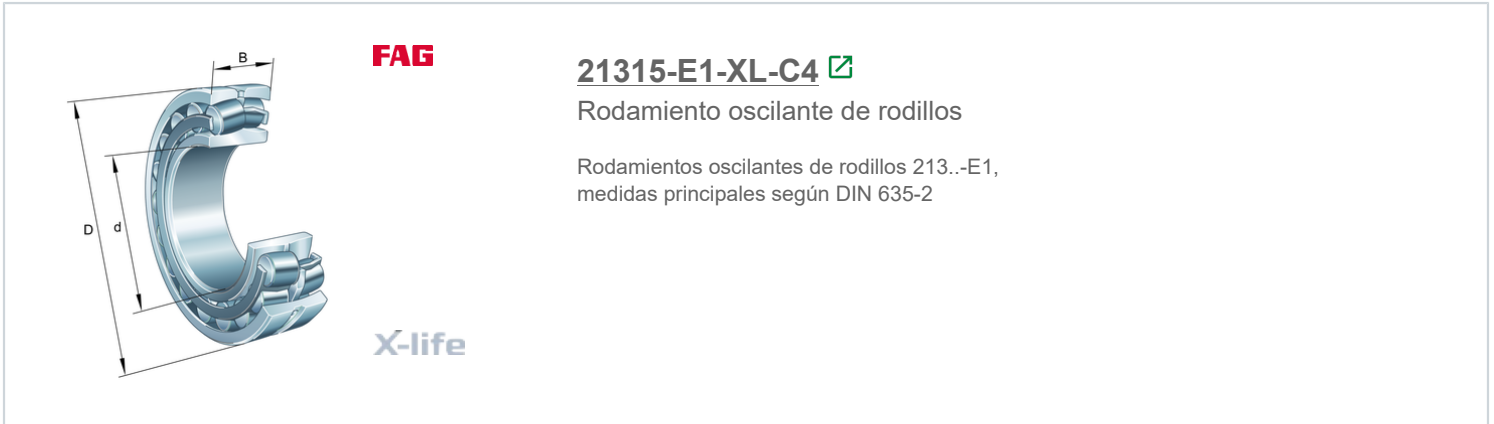 B
FAG
21315-E1-XL-C4
Rodamiento oscilante de rodillos
Rodamientos oscilantes de rodillos 213..-E1,
medidas principales según DIN 635-2
D
d
X-life